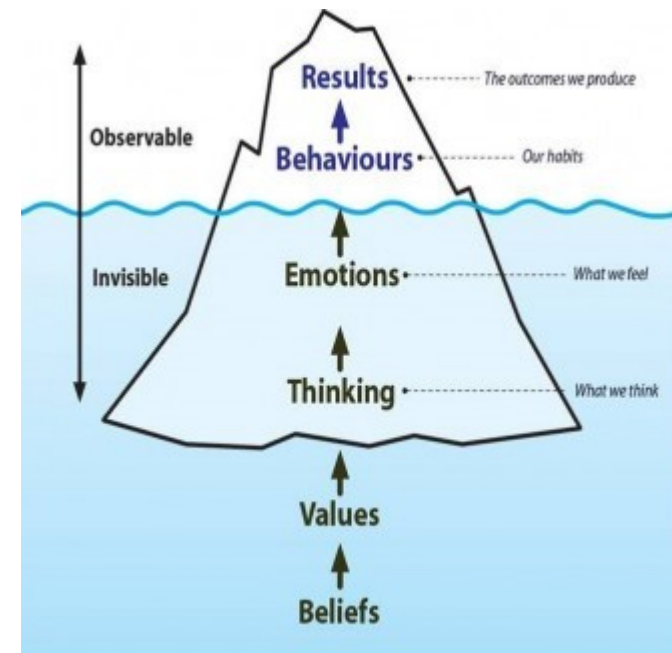 Results
The outcomes we produce
Observable
Behaviours
Our habits
Invisible
Emotions
What we feel
Thinking
What we think
Values
Beliefs